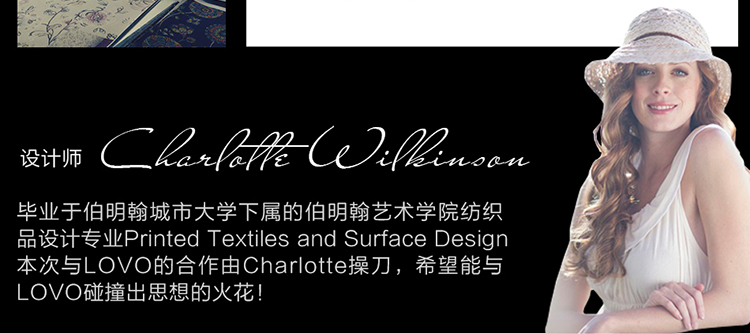 设计师 Charlotte Wilkinson
毕业于伯明翰城市大学下属的伯明翰艺术学院纺织
品设计专业Printed Textiles and Surface Design
本次与LOVO的合作由Charlotte操刀，希望能与
LOVO碰撞出思想的火花！